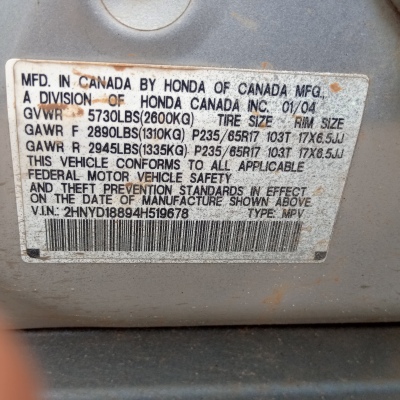 MFD. IN CANADA BY HONDA OF CANADA MFG.,
A DIVISION OF HONDA CANADA INC. 01/04
GVWR 5730LBS(2600KG) TIRE SIZE RIM SIZE
GAWR F 2890LBS(1310KG) P235/65R17 103T 17X6.5JJ
GAWR R 2945LBS(1335KG) P235/65R17 103T 17X6.5JJ
THIS VEHICLE CONFORMS TO ALL APPLICABLE
FEDERAL MOTOR VEHICLE SAFETY
AND THEFT PREVENTION STANDARDS IN EFFECT
ON THE DATE OF MANUFACTURE SHOWN ABOVE.
V.I.N.: 2HNYD18894H519678 TYPE: MPV